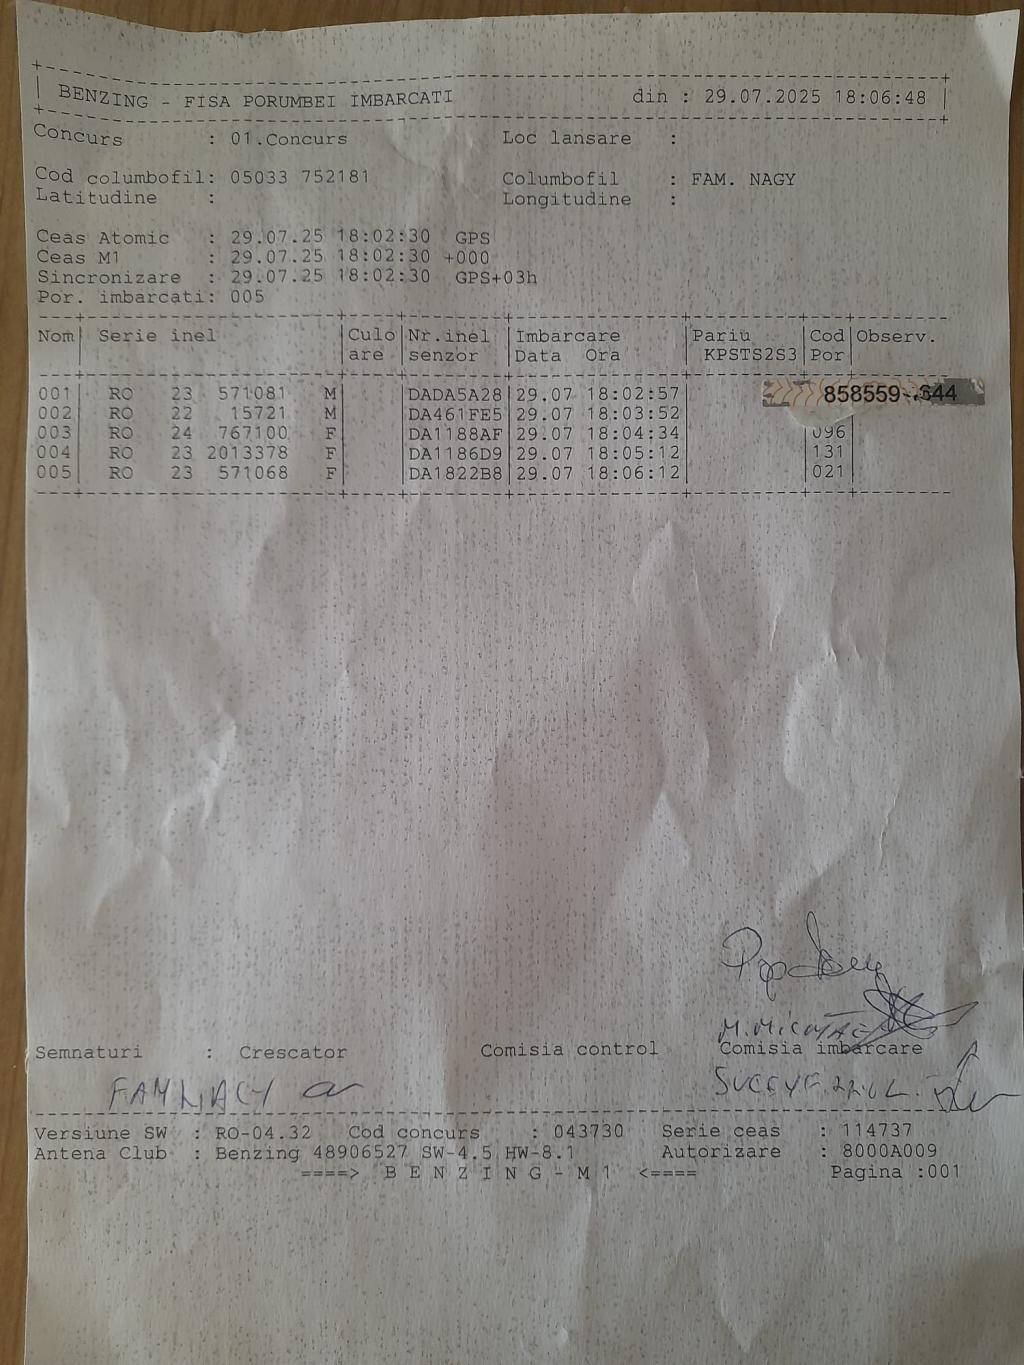 BENZING - FISA PORUMBEI IMBARCATI din : 29.07.2025 18:06:48
Concurs : 01.Concurs Loc lansare :
Cod columbofil: 05033 752181 Columbofil : FAM. NAGY
Latitudine : Longitudine :
Ceas Atomic : 29.07.25 18:02:30 GPS
Ceas M1 : 29.07.25 18:02:30 +000
Sincronizare : 29.07.25 18:02:30 GPS+03h
Por. imbarcati: 005
Nom Serie inel Culo Nr.inel Imbarcare Pariu Cod Observ.
are senzor Data Ora KPSTS2S3 Por
001 RO 23 571081 M DADA5A28 29.07 18:02:57 858559
002 RO 22 15721 M DA461FE5 29.07 18:03:52
003 RO 24 767100 F DA1188AF 29.07 18:04:34 096
004 RO 23 2013378 F DA1186D9 29.07 18:05:12 131
005 RO 23 571068 F DA1822B8 29.07 18:06:12 021
Semnaturi : Crescator Comisia control Comisia imbarcare
Versiune SW : RO-04.32 Cod concurs : 043730 Serie ceas : 114737
Antena Club : Benzing 48906527 SW-4.5 HW-8.1 Autorizare : 8000A009
====> B E N Z I N G - M 1 <==== Pagina :001